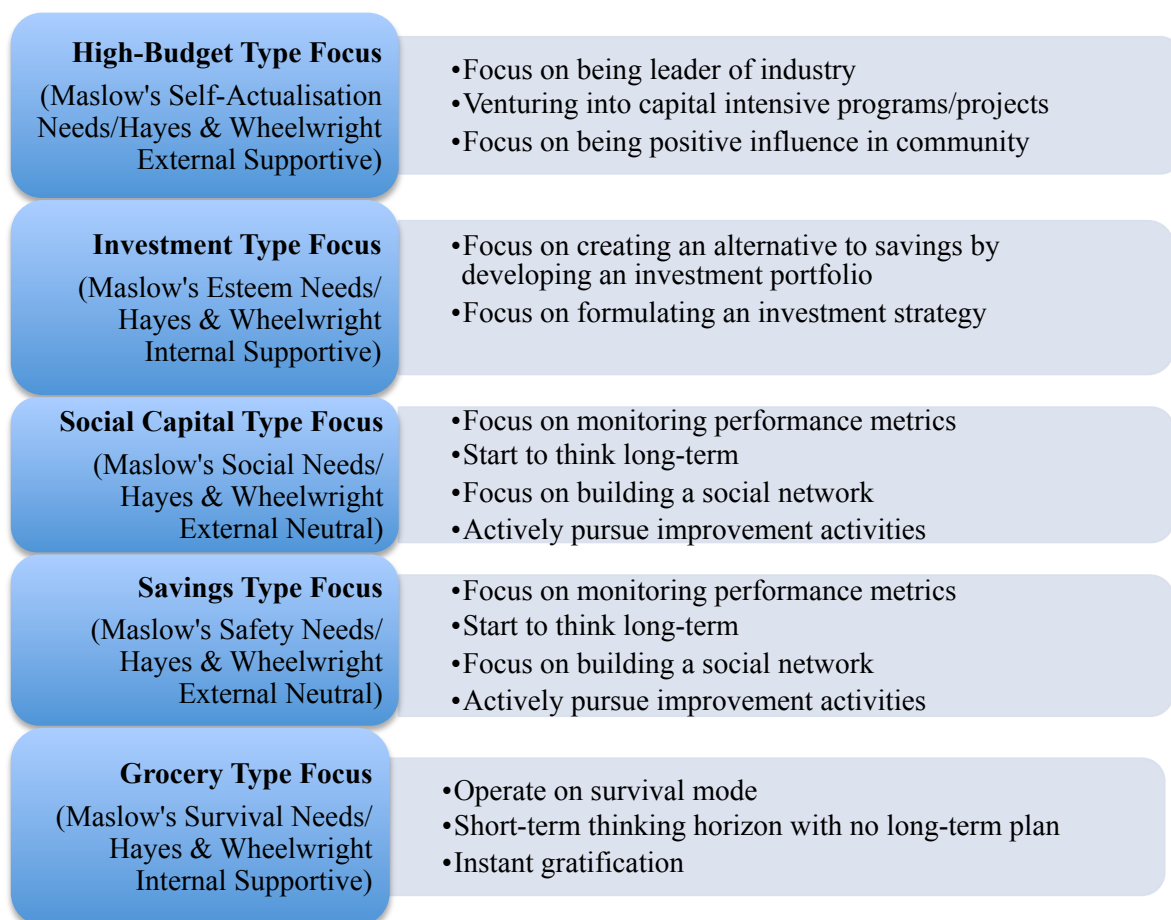 High-Budget Type Focus
(Maslow's Self-Actualisation
Needs/Hayes & Wheelwright
External Supportive)
•Focus on being leader of industry
•Venturing into capital intensive programs/projects
•Focus on being positive influence in community
Investment Type Focus
(Maslow's Esteem Needs/
Hayes & Wheelwright
Internal Supportive)
•Focus on creating an alternative to savings by
developing an investment portfolio
•Focus on formulating an investment strategy
Social Capital Type Focus
(Maslow's Social Needs/
Hayes & Wheelwright
External Neutral)
•Focus on monitoring performance metrics
•Start to think long-term
•Focus on building a social network
•Actively pursue improvement activities
Savings Type Focus
(Maslow's Safety Needs/
Hayes & Wheelwright
External Neutral)
•Focus on monitoring performance metrics
•Start to think long-term
•Focus on building a social network
•Actively pursue improvement activities
Grocery Type Focus
(Maslow's Survival Needs/
Hayes & Wheelwright
Internal Supportive)
•Operate on survival mode
•Short-term thinking horizon with no long-term plan
•Instant gratification